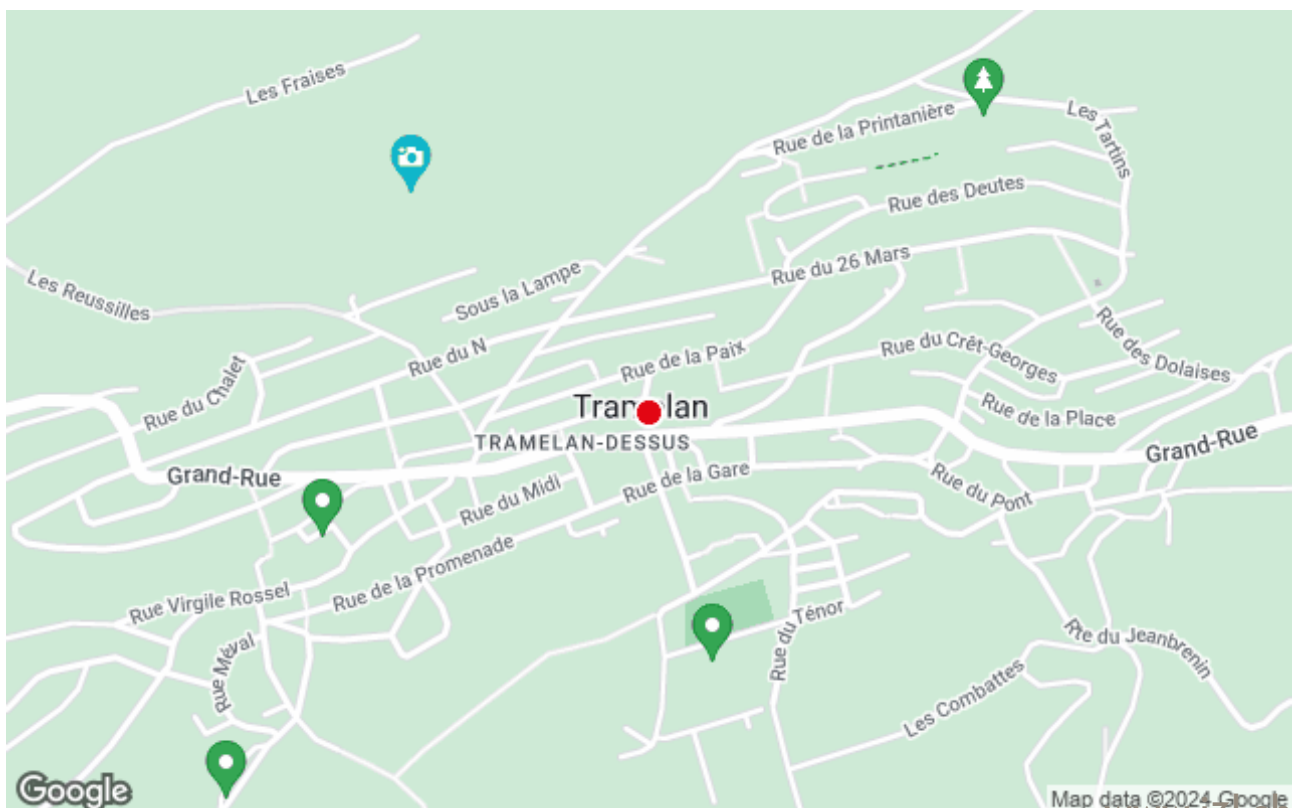 Les Fraises
Rue de la Printanière
Les Tartins
Rue des Deutes
Rue du 26 Mars
Les Reussilles
Sous la Lampe
Rue du N
Rue de la Paix
Rue du Crêt-Georges
Rue des Dolaises
Rue du Chalet
Tramelan
Rue de la Place
TRAMELAN-DESSUS
Grand-Rue
Grand-Rue
Rue de la Gare
Rue du Midi
Rue du Pont
Rue de la Promenade
Rue Virgile Rossel
Rue du Ténor
Rte du Jeanbrenin
Rue Méval
Les Combattes
Google
Map data ©2024 Google